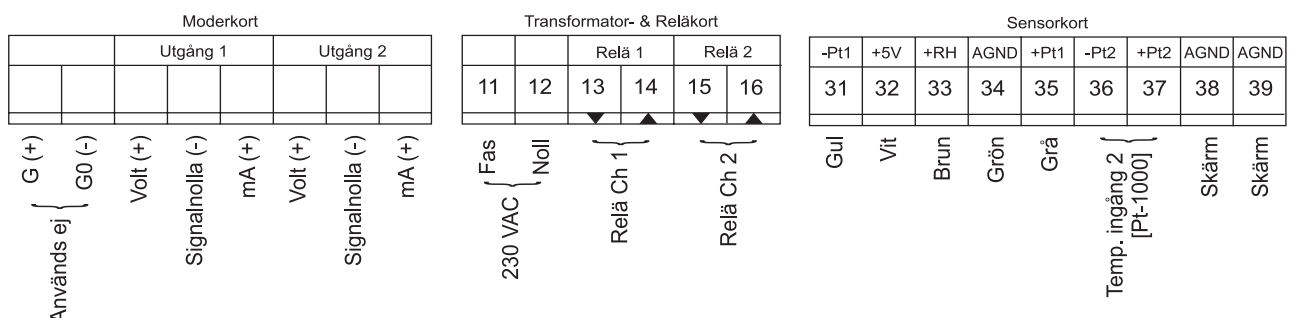 Moderkort
Utgång 1 Utgång 2
G (+)
G0 (-)
Volt (+)
Signalnolla (-)
mA (+)
Volt (+)
Signalnolla (-)
mA (+)
Används ej
Transformator- & Reläkort
Relä 1 Relä 2
11 12 13 14 15 16
Fas
Noll
230 VAC
Relä Ch 1
Relä Ch 2
Sensorkort
-Pt1 +5V +RH AGND +Pt1 -Pt2 +Pt2 AGND AGND
31 32 33 34 35 36 37 38 39
Gul
Vit
Brun
Grön
Grå
Temp. ingång 2
[Pt-1000]
Skärm
Skärm